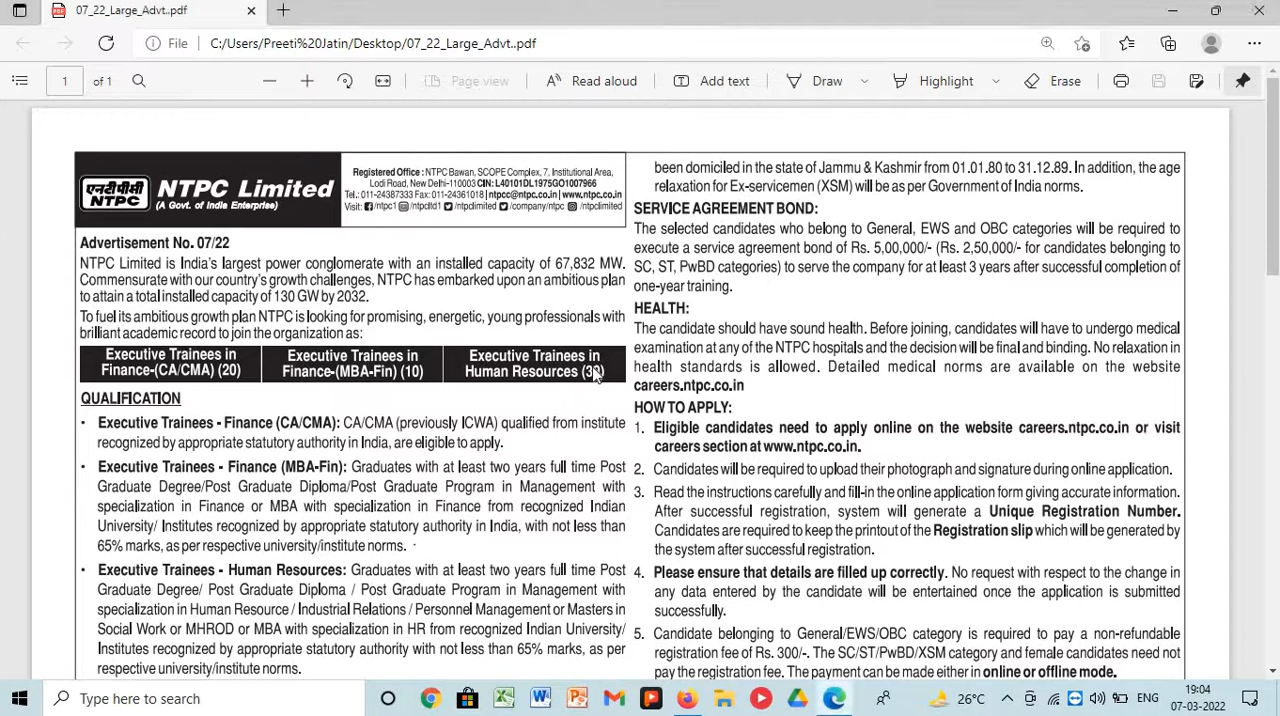 07_22_Large_Advt..pdf
File
C:/Users/Preeti%20Jatin/Desktop/07_22_Large_Advt..pdf
1
of 1
Page view
Read aloud
Add text
Draw
Highlight
Erase
एनटीपीसी
NTPC
NTPC Limited
(A Govt. of India Enterprise)
Registered Office : NTPC Bawan, SCOPE Complex, 7, Institutional Area,
Lodi Road, New Delhi-110003 CIN: L40101DL1975GO1007966
Tel.: 011-24387333 Fax: 011-24361018 | ntpcc@ntpc.co.in | www.ntpc.co.in
Visit: /ntpc1 /ntpdltd1 /ntpclimited /company/ntpc /ntpclimited
Advertisement No. 07/22
NTPC Limited is India's largest power conglomerate with an installed capacity of 67,832 MW.
Commensurate with our country's growth challenges, NTPC has embarked upon an ambitious plan
to attain a total installed capacity of 130 GW by 2032.
To fuel its ambitious growth plan NTPC is looking for promising, energetic, young professionals with
brilliant academic record to join the organization as:
Executive Trainees in
Finance-(CA/CMA) (20)
Executive Trainees in
Finance-(MBA-Fin) (10)
Executive Trainees in
Human Resources
QUALIFICATION
• Executive Trainees - Finance (CA/CMA): CA/CMA (previously ICWA) qualified from institute
recognized by appropriate statutory authority in India, are eligible to apply.
• Executive Trainees - Finance (MBA-Fin): Graduates with at least two years full time Post
Graduate Degree/Post Graduate Diploma/Post Graduate Program in Management with
specialization in Finance or MBA with specialization in Finance from recognized Indian
University/ Institutes recognized by appropriate statutory authority in India, with not less than
65% marks, as per respective university/institute norms.
• Executive Trainees - Human Resources: Graduates with at least two years full time Post
Graduate Degree/ Post Graduate Diploma / Post Graduate Program in Management with
specialization in Human Resource / Industrial Relations / Personnel Management or Masters in
Social Work or MHROD or MBA with specialization in HR from recognized Indian University/
Institutes recognized by appropriate statutory authority with not less than 65% marks, as per
respective university/institute norms.
been domiciled in the state of Jammu & Kashmir from 01.01.80 to 31.12.89. In addition, the age
relaxation for Ex-servicemen (XSM) will be as per Government of India norms.
SERVICE AGREEMENT BOND:
The selected candidates who belong to General, EWS and OBC categories will be required to
execute a service agreement bond of Rs. 5,00,000/- (Rs. 2,50,000/- for candidates belonging to
SC, ST, PwBD categories) to serve the company for at least 3 years after successful completion of
one-year training.
HEALTH:
The candidate should have sound health. Before joining, candidates will have to undergo medical
examination at any of the NTPC hospitals and the decision will be final and binding. No relaxation in
health standards is allowed. Detailed medical norms are available on the website
careers.ntpc.co.in
HOW TO APPLY:
1. Eligible candidates need to apply online on the website careers.ntpc.co.in or visit
careers section at www.ntpc.co.in.
2. Candidates will be required to upload their photograph and signature during online application.
3. Read the instructions carefully and fill-in the online application form giving accurate information.
After successful registration, system will generate a Unique Registration Number.
Candidates are required to keep the printout of the Registration slip which will be generated by
the system after successful registration.
4. Please ensure that details are filled up correctly. No request with respect to the change in
any data entered by the candidate will be entertained once the application is submitted
successfully.
5. Candidate belonging to General/EWS/OBC category is required to pay a non-refundable
registration fee of Rs. 300/-. The SC/ST/PwBD/XSM category and female candidates need not
pay the registration fee. The payment can be made either in online or offline mode.
Type here to search
26°C
ENG
19:04
07-03-2022